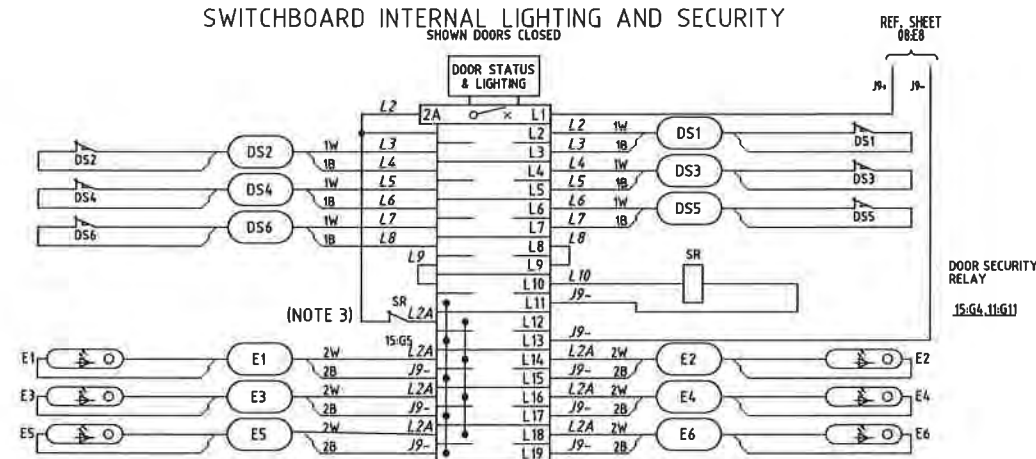 SWITCHBOARD INTERNAL LIGHTING AND SECURITY
SHOWN DOORS CLOSED
REF. SHEET
08:E8
DOOR STATUS
& LIGHTING
J9+ J9-
L2 2A L1
L2 L2 1W DS1 DS1
DS2 DS2 1W L3 L3 L3 1B
1B L4 L4 L4 1W DS3 DS3
DS4 DS4 1W L5 L5 L5 1B
1B L6 L6 L6 1W DS5 DS5
DS6 DS6 1W L7 L7 L7 1B
1B L8 L8 L8
L9 L9 SR
L10 L10
DOOR SECURITY
RELAY
15:G4, 11:G11
L11 J9-
(NOTE 3) SR L2A L12
15:G5 L13 J9-
E1 E1 2W L2A L14 L2A 2W E2 E2
2B J9- L15 J9- 2B
E3 E3 2W L2A L16 L2A 2W E4 E4
2B J9- L17 J9- 2B
E5 E5 2W L2A L18 L2A 2W E6 E6
2B J9- L19 J9- 2B